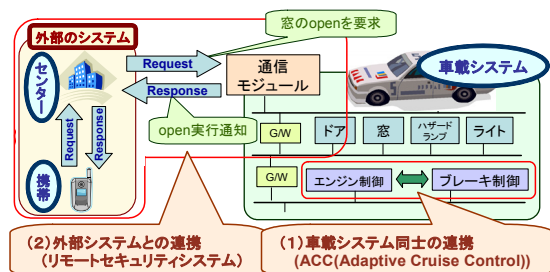 外部のシステム
窓のopenを要求
センター
Request
Response
通信
モジュール
車載システム
open実行通知
Request
Response
携帯
G/W
ドア
窓
ハザード
ランプ
ライト
G/W
エンジン制御
ブレーキ制御
(2)外部システムとの連携
(リモートセキュリティシステム)
(1)車載システム同士の連携
(ACC(Adaptive Cruise Control))